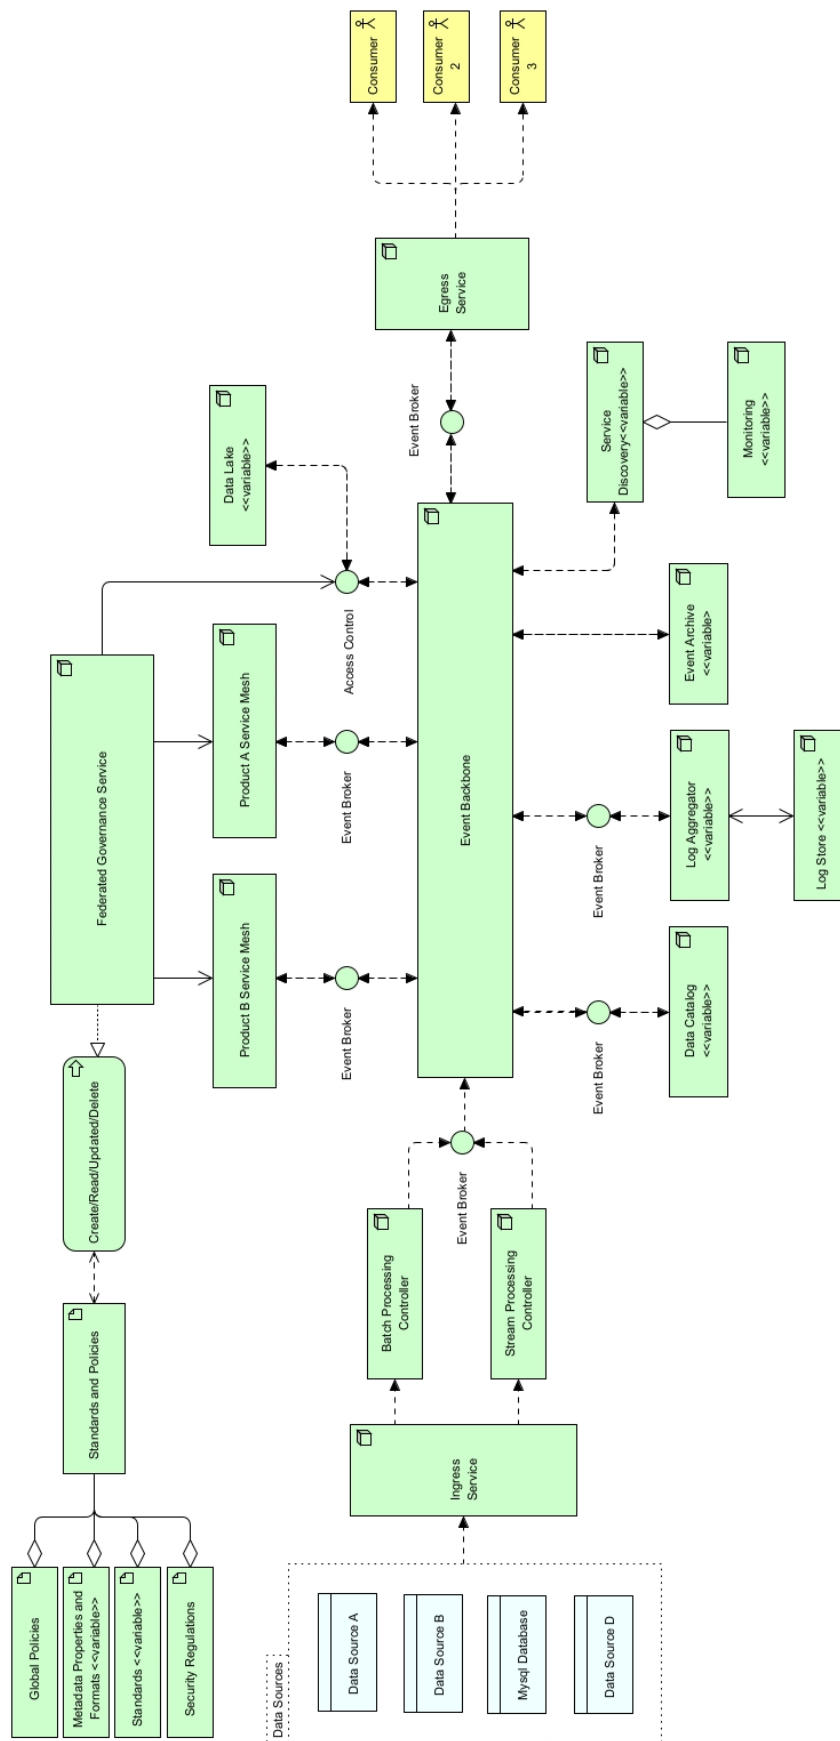 Global Policies
Metadata Properties and
Formats <<variable>>
Standards <<variable>>
Security Regulations
Standards and Policies
Create/Read/Updated/Delete
Federated Governance Service
Product B Service Mesh
Product A Service Mesh
Data Lake
<<variable>>
Event Broker
Event Broker
Access Control
Data Sources
Data Source A
Data Source B
Mysql Database
Data Source D
Ingress
Service
Batch Processing
Controller
Stream Processing
Controller
Event Broker
Event Backbone
Event Broker
Egress
Service
Consumer
Consumer
2
Consumer
3
Event Broker
Event Broker
Data Catalog
<<variable>>
Log Aggregator
<<variable>>
Log Store <<variable>>
Event Archive
<<variable>
Service
Discovery<<variable>>
Monitoring
<<variable>>